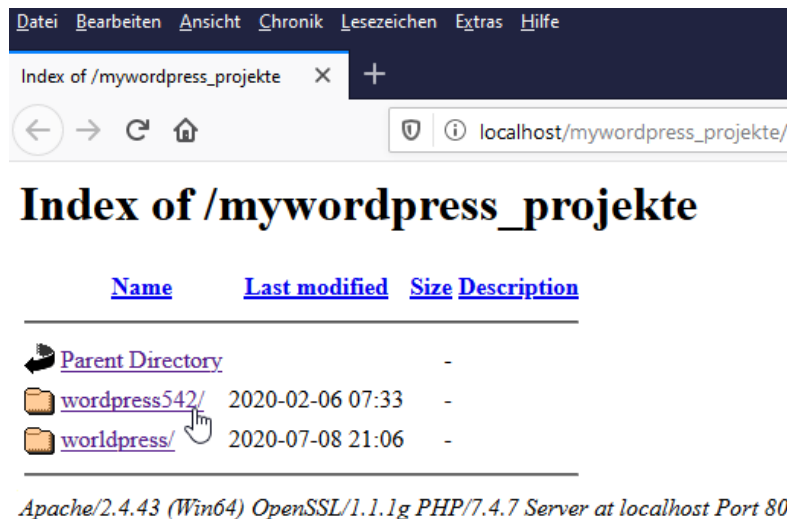 Datei Bearbeiten Ansicht Chronik Lesezeichen Extras Hilfe
Index of /mywordpress_projekte
localhost/mywordpress_projekte/
Index of /mywordpress_projekte
Name Last modified Size Description
Parent Directory -
wordpress542/ 2020-02-06 07:33 -
worldpress/ 2020-07-08 21:06 -
Apache/2.4.43 (Win64) OpenSSL/1.1.1g PHP/7.4.7 Server at localhost Port 80